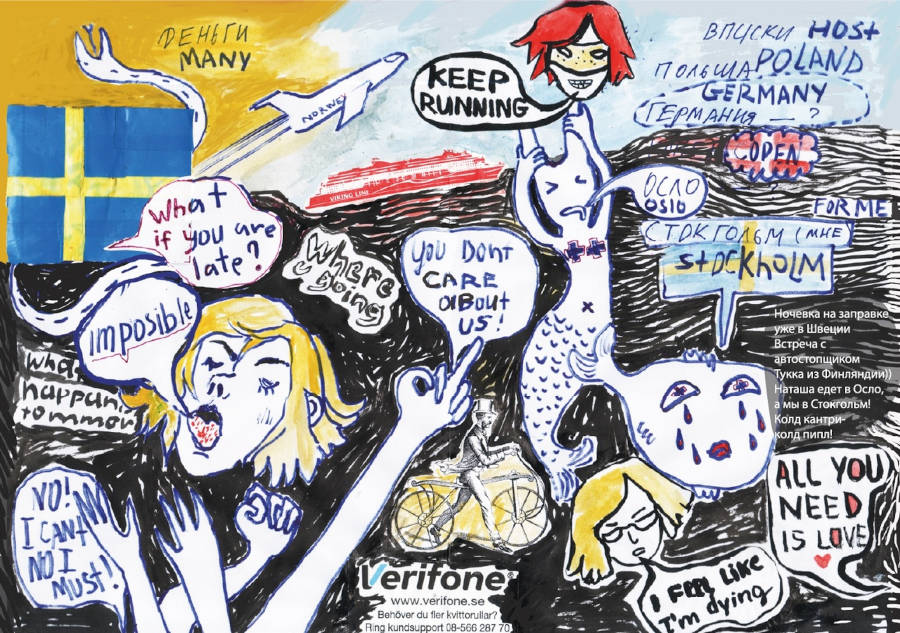 ДЕНЬГИ
MANY
NORWEY
KEEP
RUNNING
ВПУСКИ HOST
ПОЛЬША POLAND
GERMANY
ГЕРМАНИЯ — ?
COPEN
VIKING LINE
What
if you are
late?
ОСЛО
OSLO
FOR ME
СТОКГОЛЬМ (МНЕ)
StOCKhOLM
Where
going
you DONT
CARE
about
US!
imposible
What
happaning
tommorow
Ночевка на заправке
уже в Швеции
Встреча с
автостопщиком
Тукка из Финляндии))
Наташа едет в Осло,
а мы в Стокгольм!
Колд кантри-
колд пипл!
NO!
I CANT
NO I
MUST!
ALL YOU
NEED
IS LOVE
I FEEL LIKE
I'm dying
Verifone
www.verifone.se
Behöver du fler kvittorullar?
Ring kundsupport 08-566 287 70